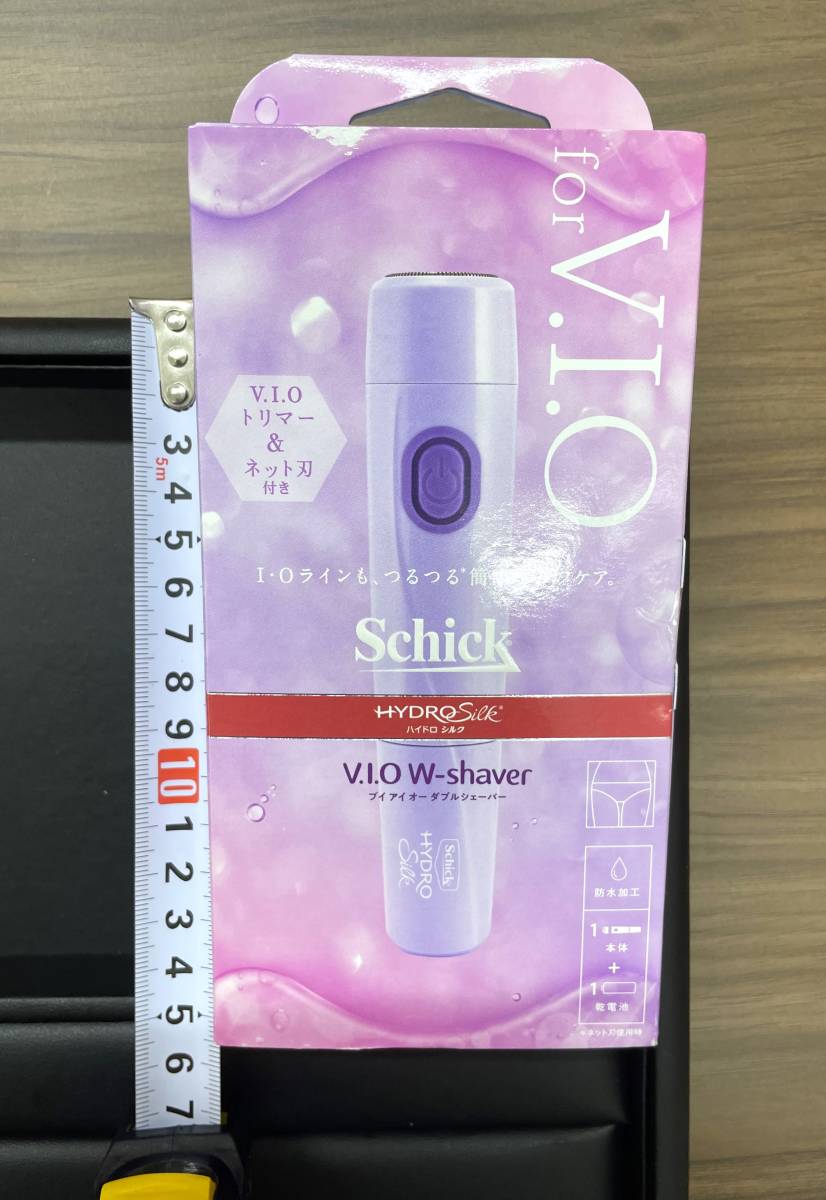 for V.I.O
V.I.O
トリマー
&
ネット刃
付き
I・Oラインも、つるつる*簡
ケア。
Schick
HYDRO Silk®
ハイドロ シルク
V.I.O W-shaver
ブイ アイ オー ダブルシェーバー
Schick
HYDRO
Silk
防水加工
1
本体
+
1
乾電池
*ネット刃使用時
3
5m
4
5
6
7
8
9
10
1
2
3
4
5
6
7